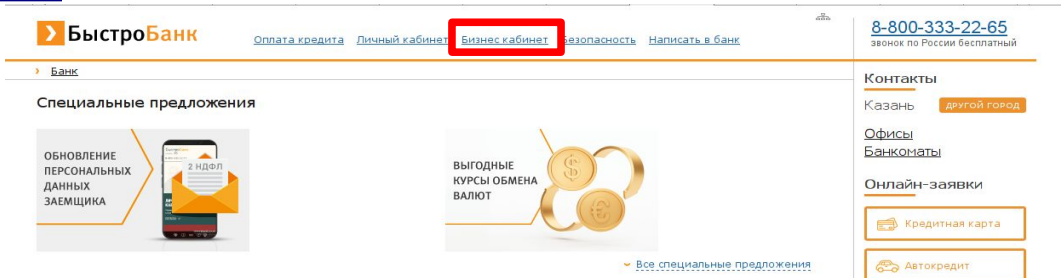 БыстроБанк
Оплата кредита Личный кабинет Бизнес кабинет Безопасность Написать в банк
8-800-333-22-65
звонок по России бесплатный
Банк
Специальные предложения
ОБНОВЛЕНИЕ
ПЕРСОНАЛЬНЫХ
ДАННЫХ
ЗАЕМЩИКА
2 НДФЛ
ВЫГОДНЫЕ
КУРСЫ ОБМЕНА
ВАЛЮТ
Все специальные предложения
Контакты
Казань ДРУГОЙ ГОРОД
Офисы
Банкоматы
Онлайн-заявки
Кредитная карта
Автокредит